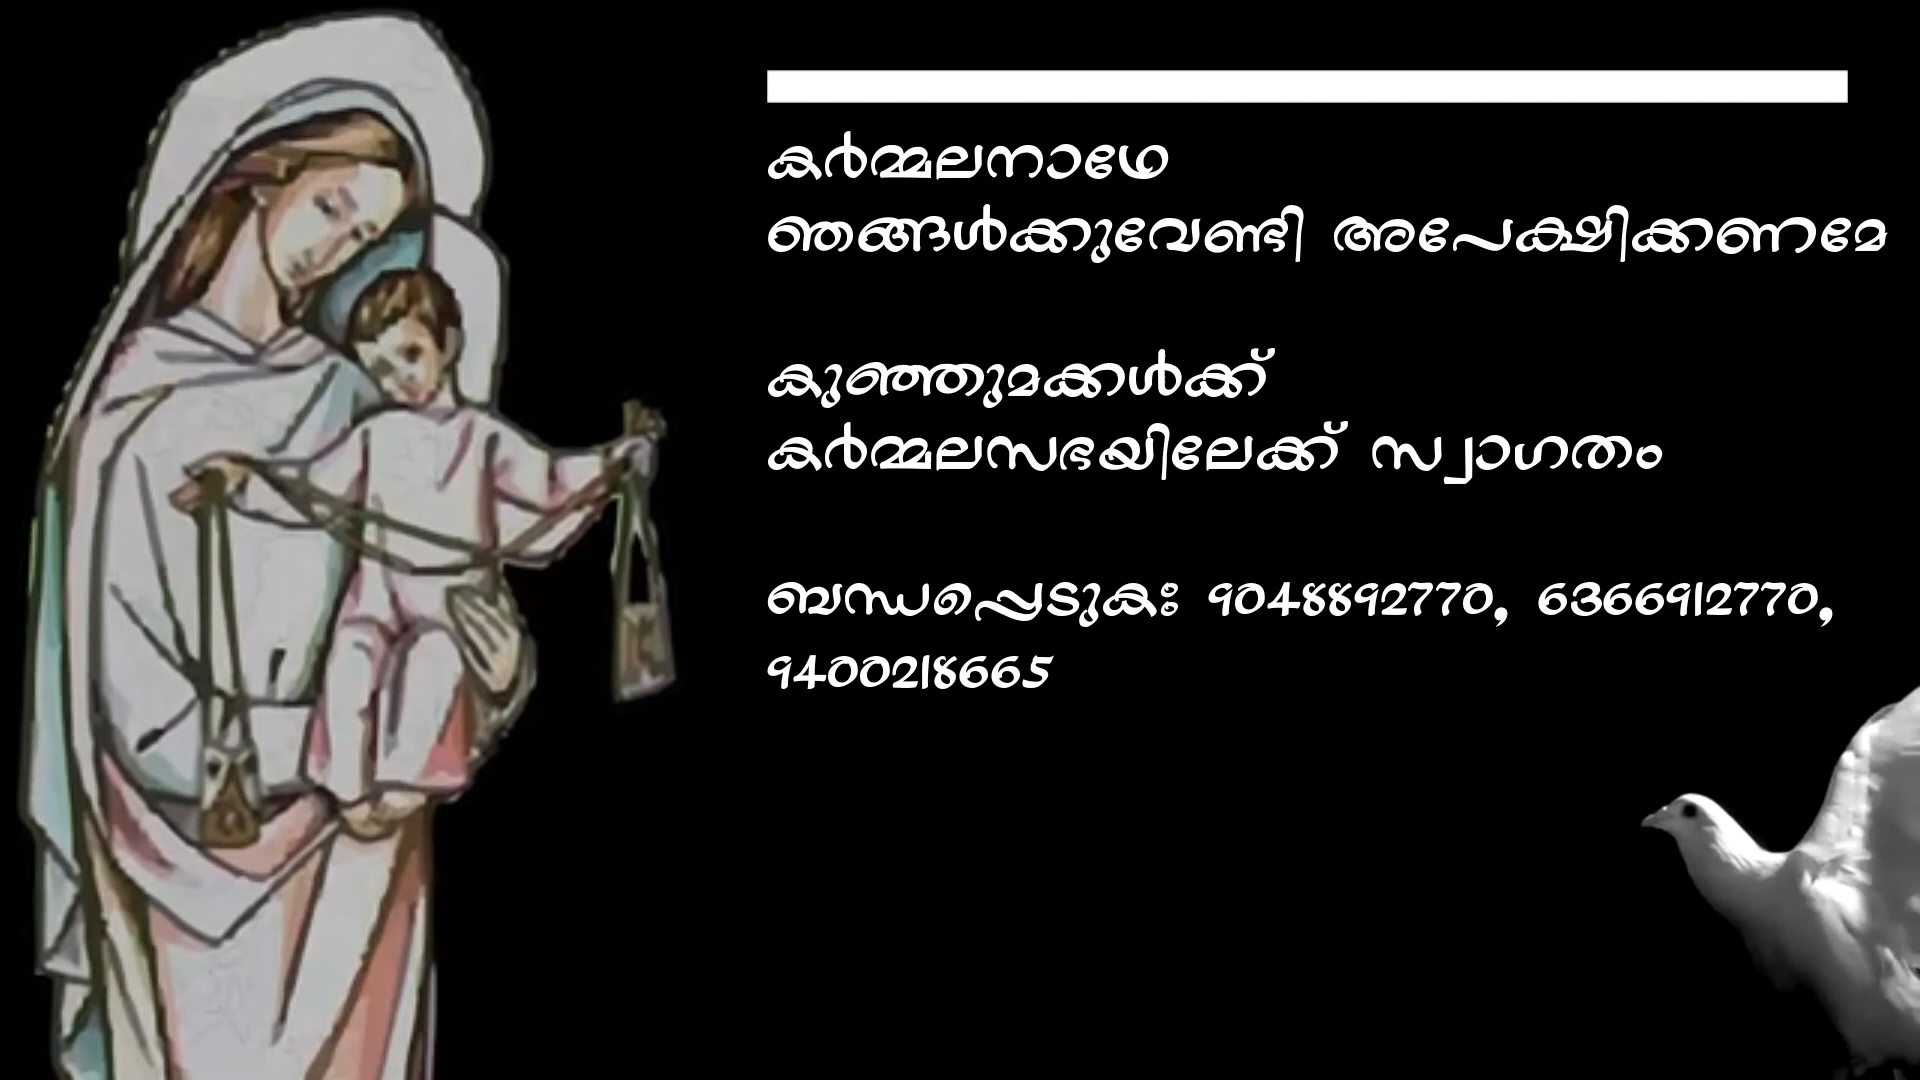 കർമ്മലനാഥേ
ഞങ്ങൾക്കുവേണ്ടി അപേക്ഷിക്കണമേ
കുഞ്ഞുമക്കൾക്ക്
കർമ്മലസഭയിലേക്ക് സ്വാഗതം
ബന്ധപ്പെടുകഃ 9048892770, 6366912770,
9400218665